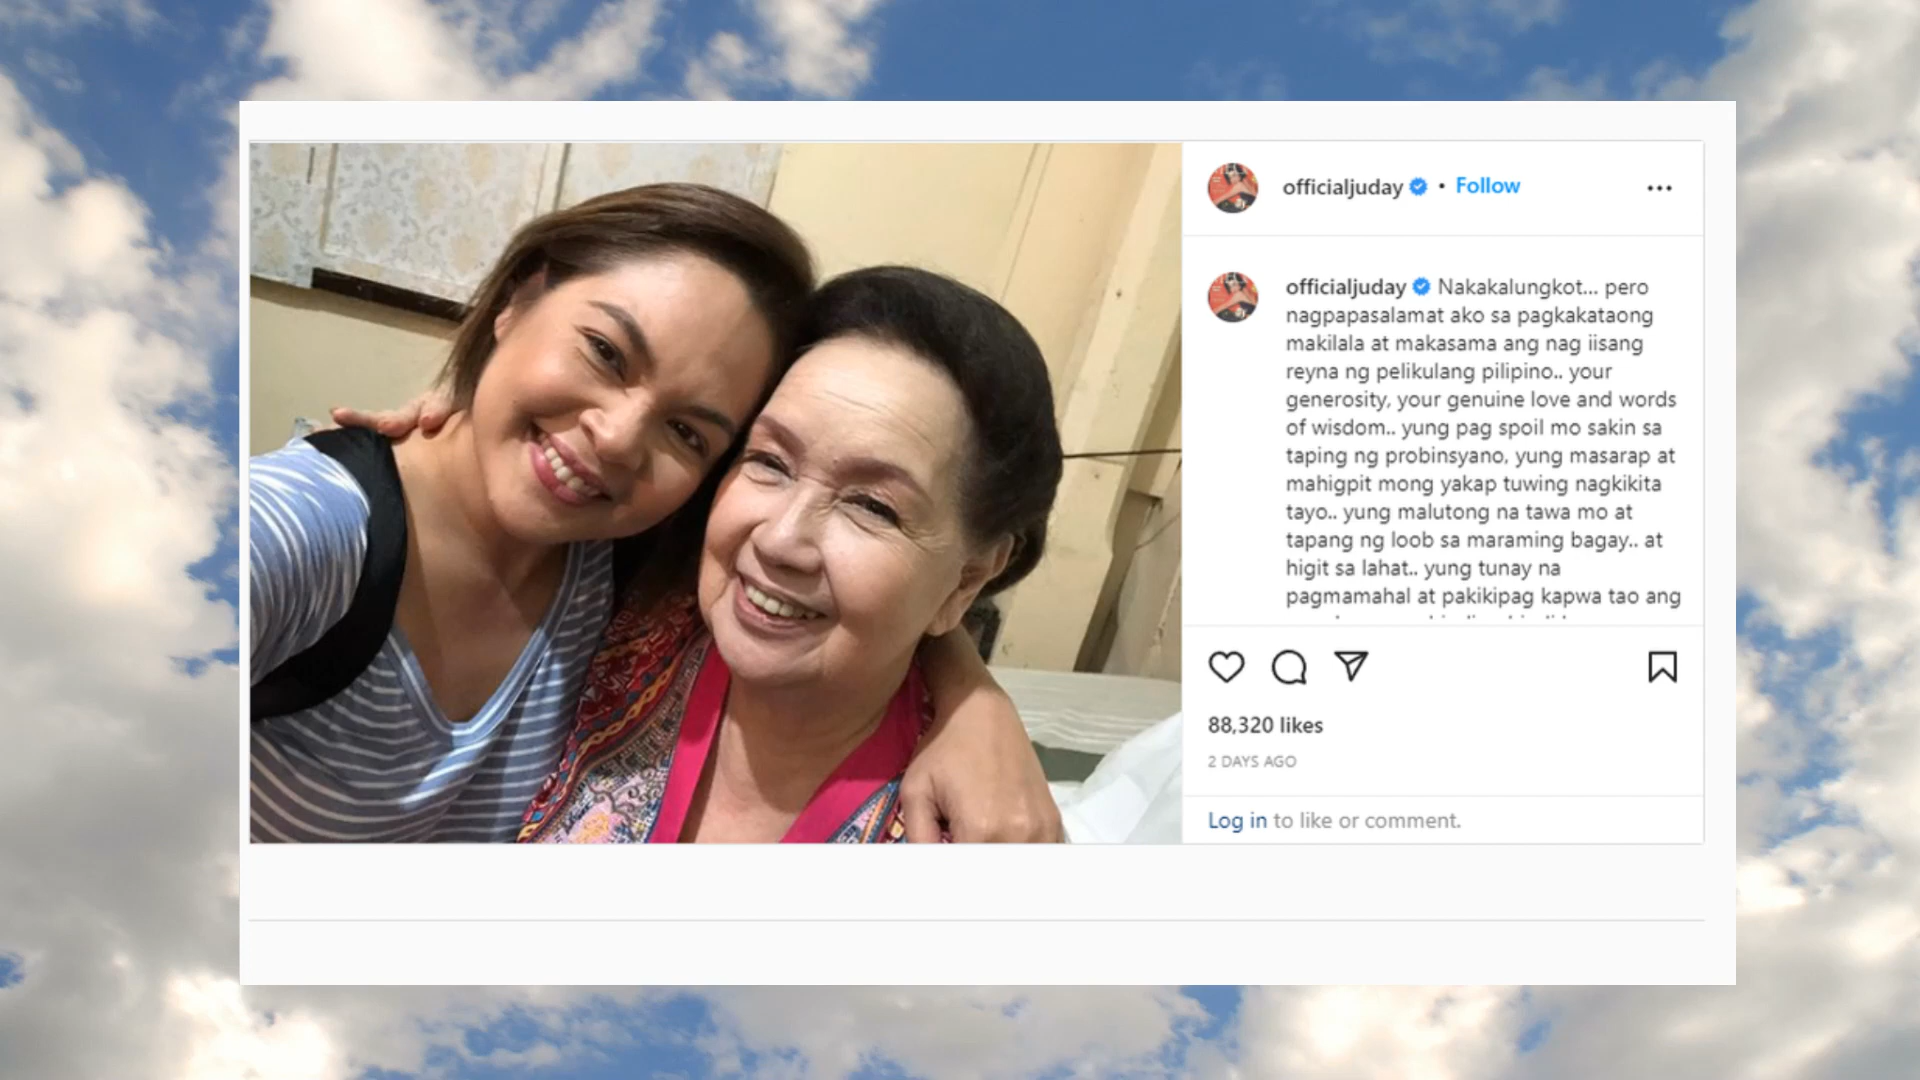 officialjuday • Follow
officialjuday Nakakalungkot... pero
nagpapasalamat ako sa pagkakataong
makilala at makasama ang nag iisang
reyna ng pelikulang pilipino.. your
generosity, your genuine love and words
of wisdom.. yung pag spoil mo sakin sa
taping ng probinsyano, yung masarap at
mahigpit mong yakap tuwing nagkikita
tayo.. yung malutong na tawa mo at
tapang ng loob sa maraming bagay.. at
higit sa lahat.. yung tunay na
pagmamahal at pakikipag kapwa tao ang
88,320 likes
2 DAYS AGO
Log in to like or comment.